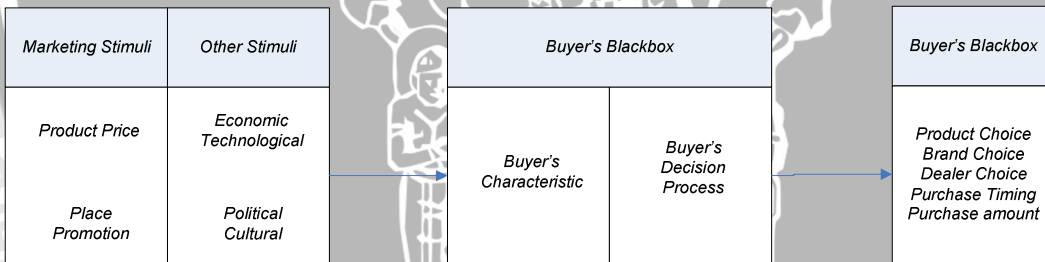 Marketing Stimuli
Other Stimuli
Buyer's Blackbox
Buyer's Blackbox
Product Price
Place
Promotion
Economic
Technological
Political
Cultural
Buyer's
Characteristic
Buyer's
Decision
Process
Product Choice
Brand Choice
Dealer Choice
Purchase Timing
Purchase amount